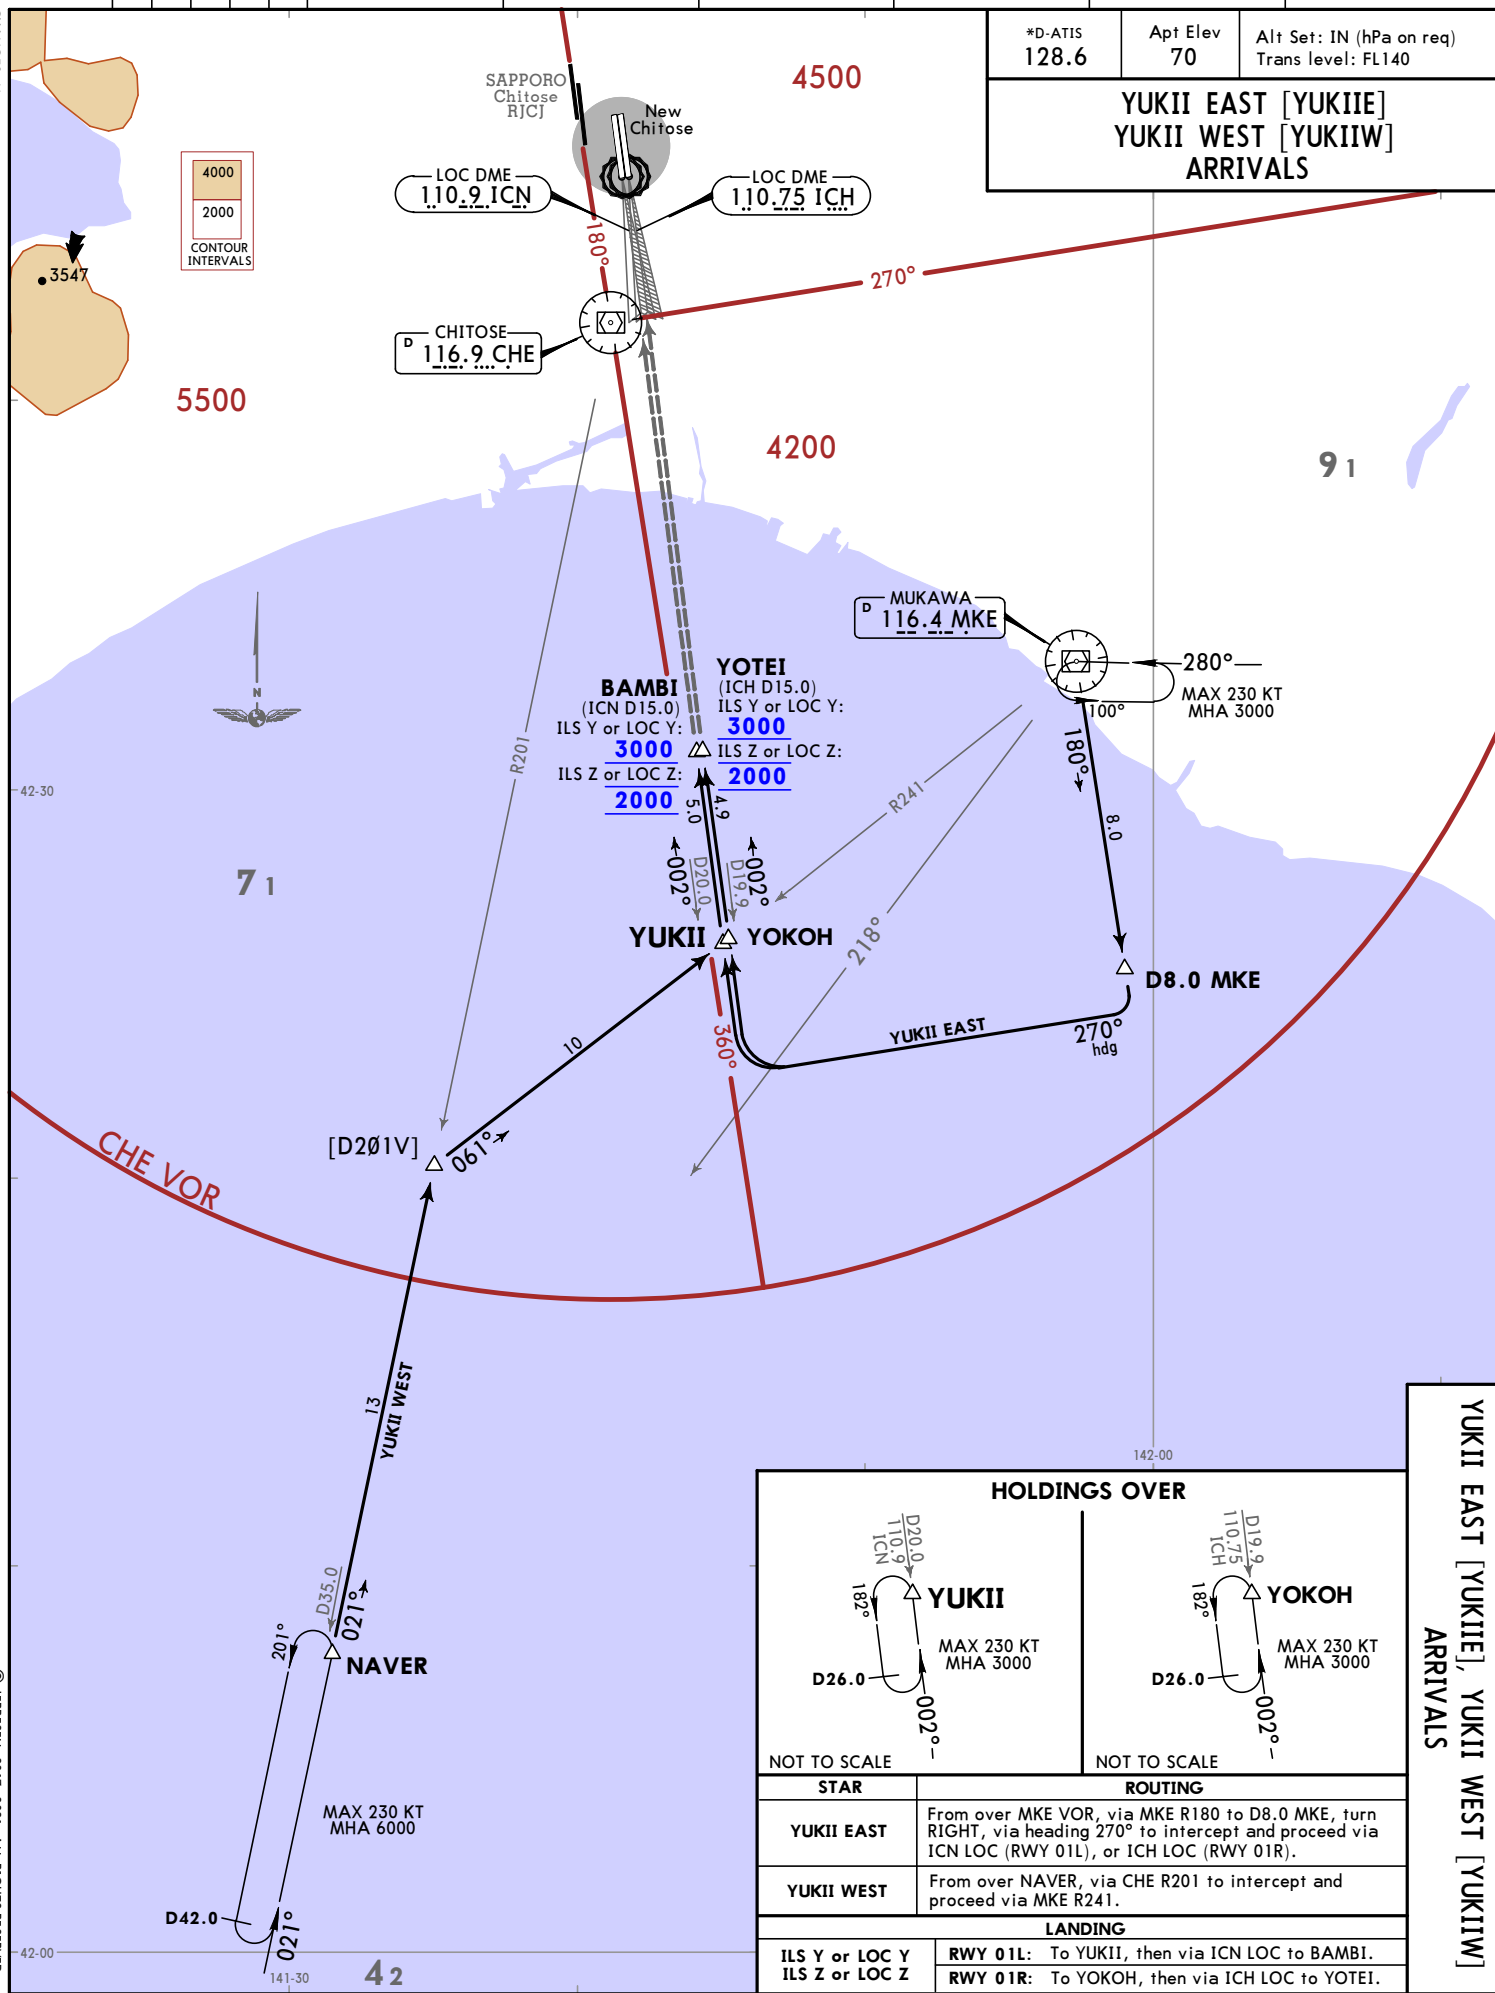 *D-ATIS
128.6
Apt Elev
70
Alt Set: IN (hPa on req)
Trans level: FL140
YUKII EAST [YUKIIE]
YUKII WEST [YUKIIW]
ARRIVALS
SAPPORO
Chitose
RJCJ
New
Chitose
4500
4000
2000
CONTOUR
INTERVALS
3547
LOC DME
110.9 ICN
LOC DME
110.75 ICH
180°
270°
CHITOSE
D 116.9 CHE
5500
4200
9 1
MUKAWA
D 116.4 MKE
280°
MAX 230 KT
MHA 3000
100°
180°
8.0
N
R201
BAMBI
(ICN D15.0)
ILS Y or LOC Y:
3000
ILS Z or LOC Z:
2000
YOTEI
(ICH D15.0)
ILS Y or LOC Y:
3000
ILS Z or LOC Z:
2000
R241
218°
42-30
7 1
5.0
4.9
002°
D20.0
D19.9
002°
YUKII
YOKOH
D8.0 MKE
YUKII EAST
270°
hdg
360°
10
[D201V]
061°
CHE VOR
13
YUKII WEST
142-00
D35.0
021°
201°
NAVER
MAX 230 KT
MHA 6000
D42.0
021°
42-00
141-30
4 2
HOLDINGS OVER
D20.0
110.9
ICN
182°
YUKII
MAX 230 KT
MHA 3000
D26.0
002°
NOT TO SCALE
D19.9
110.75
ICH
182°
YOKOH
MAX 230 KT
MHA 3000
D26.0
002°
NOT TO SCALE
STAR
ROUTING
YUKII EAST
From over MKE VOR, via MKE R180 to D8.0 MKE, turn
RIGHT, via heading 270° to intercept and proceed via
ICN LOC (RWY 01L), or ICH LOC (RWY 01R).
YUKII WEST
From over NAVER, via CHE R201 to intercept and
proceed via MKE R241.
LANDING
ILS Y or LOC Y
ILS Z or LOC Z
RWY 01L: To YUKII, then via ICN LOC to BAMBI.
RWY 01R: To YOKOH, then via ICH LOC to YOTEI.
YUKII EAST [YUKIIE], YUKII WEST [YUKIIW]
ARRIVALS